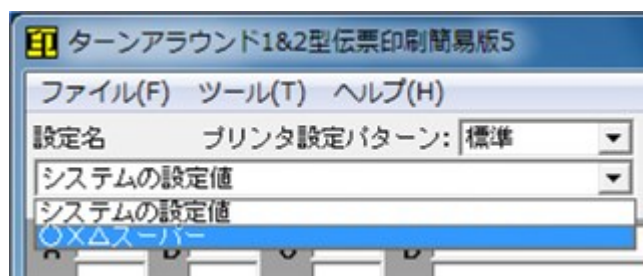 印 ターンアラウンド1&2型伝票印刷簡易版5
ファイル(F) ツール(T) ヘルプ(H)
設定名 プリンタ設定パターン: 標準
システムの設定値
システムの設定値
○×△スーパー